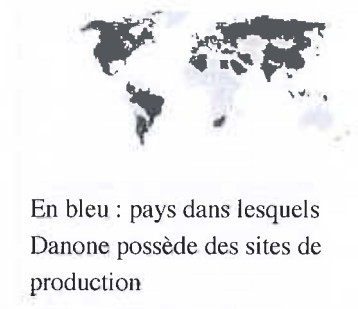 En bleu : pays dans lesquels
Danone possède des sites de
production